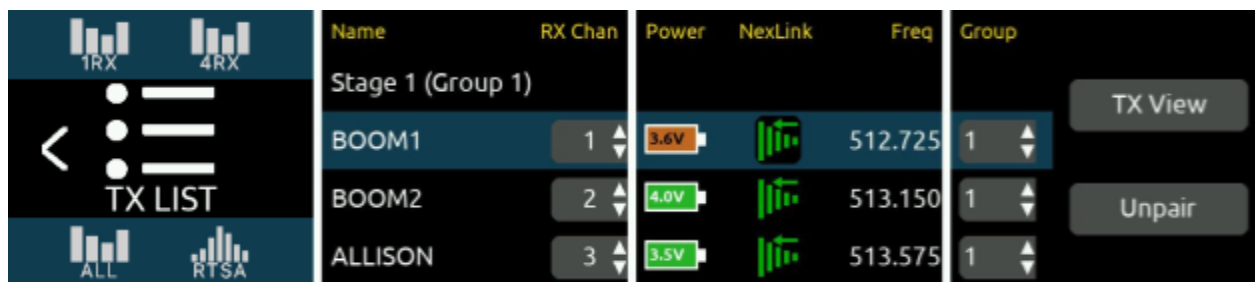 1RX 4RX
TX LIST
ALL RTSA
Name RX Chan Power NexLink Freq Group
Stage 1 (Group 1)
BOOM1 1 3.6V 512.725 1
BOOM2 2 4.0V 513.150 1
ALLISON 3 3.5V 513.575 1
TX View
Unpair